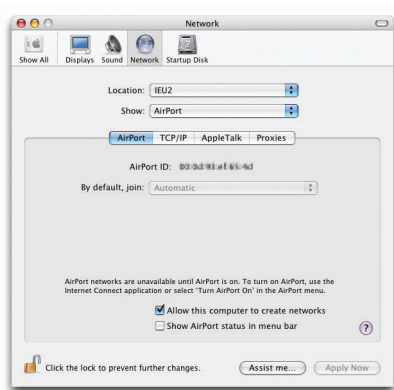 Network
Show All Displays Sound Network Startup Disk
Location: IEU2
Show: AirPort
AirPort TCP/IP AppleTalk Proxies
AirPort ID:
By default, join: Automatic
AirPort networks are unavailable until AirPort is on. To turn on AirPort, use the
Internet Connect application or select 'Turn AirPort On' in the AirPort menu.
Allow this computer to create networks
Show AirPort status in menu bar
?
Click the lock to prevent further changes. Assist me... Apply Now